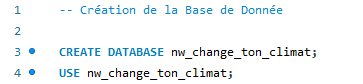 1 -- Création de la Base de Donnée
2
3 CREATE DATABASE nw_change_ton_climat;
4 USE nw_change_ton_climat;